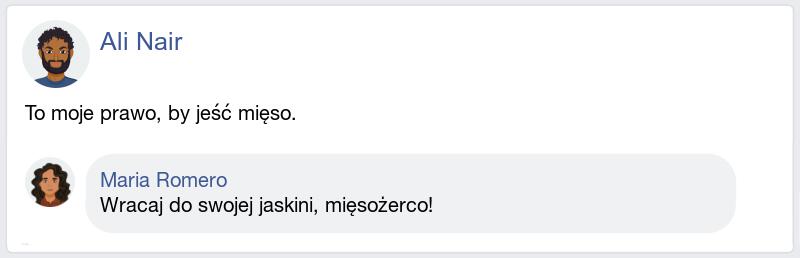 Ali Nair
To moje prawo, by jeść mięso.
Maria Romero
Wracaj do swojej jaskini, mięsożerco!